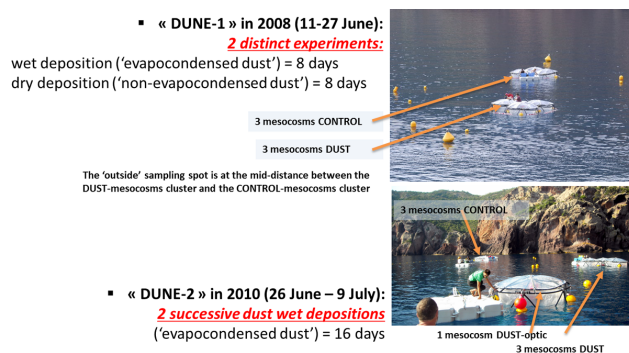 ▪ « DUNE-1 » in 2008 (11-27 June):
2 distinct experiments:
wet deposition (‘evapocondensed dust’) = 8 days
dry deposition (‘non-evapocondensed dust’) = 8 days
3 mesocosms CONTROL
3 mesocosms DUST
The ‘outside’ sampling spot is at the mid-distance between the
DUST-mesocosms cluster and the CONTROL-mesocosms cluster
3 mesocosms CONTROL
▪ « DUNE-2 » in 2010 (26 June – 9 July):
2 successive dust wet depositions
(‘evapocondensed dust’) = 16 days
1 mesocosm DUST-optic
3 mesocosms DUST